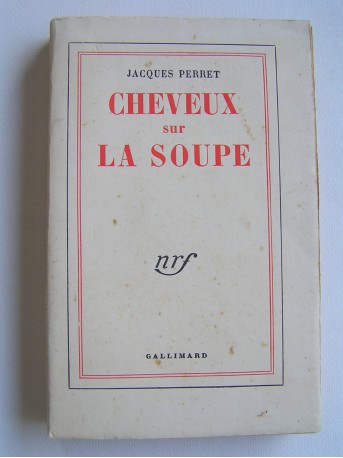 JACQUES PERRET
CHEVEUX
sur
LA SOUPE
nrf
GALLIMARD